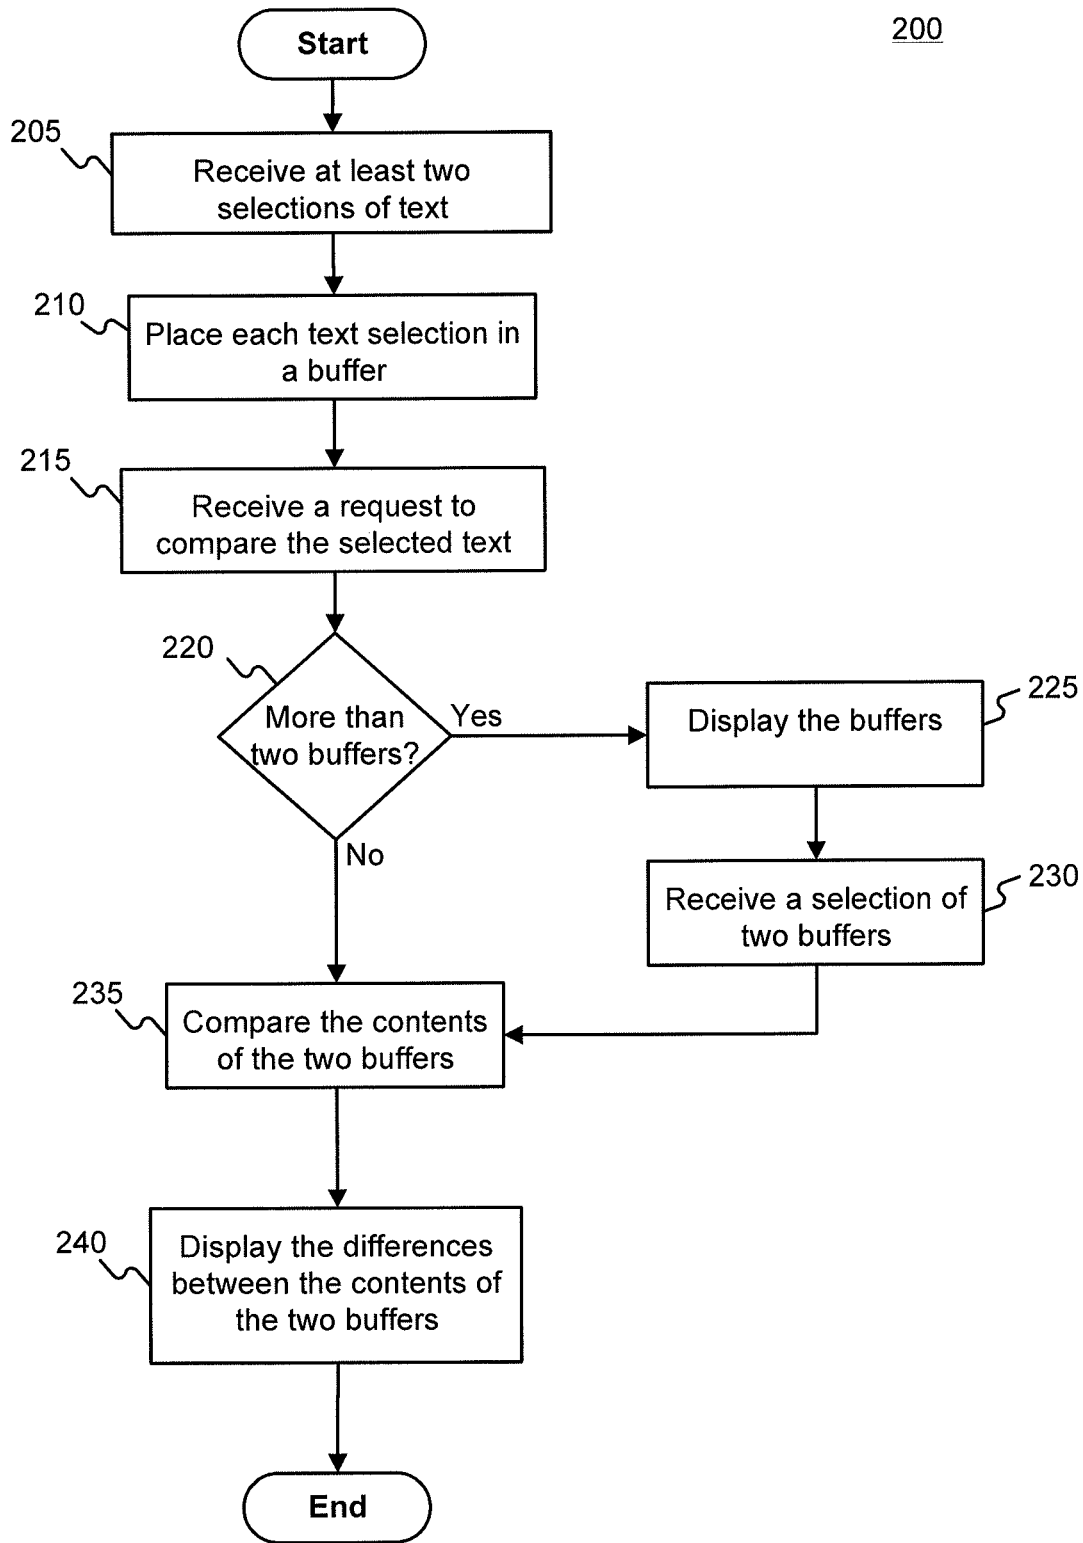 Start
200
205
Receive at least two
selections of text
210
Place each text selection in
a buffer
215
Receive a request to
compare the selected text
220
More than
two buffers?
Yes
225
Display the buffers
No
230
Receive a selection of
two buffers
235
Compare the contents
of the two buffers
240
Display the differences
between the contents of
the two buffers
End